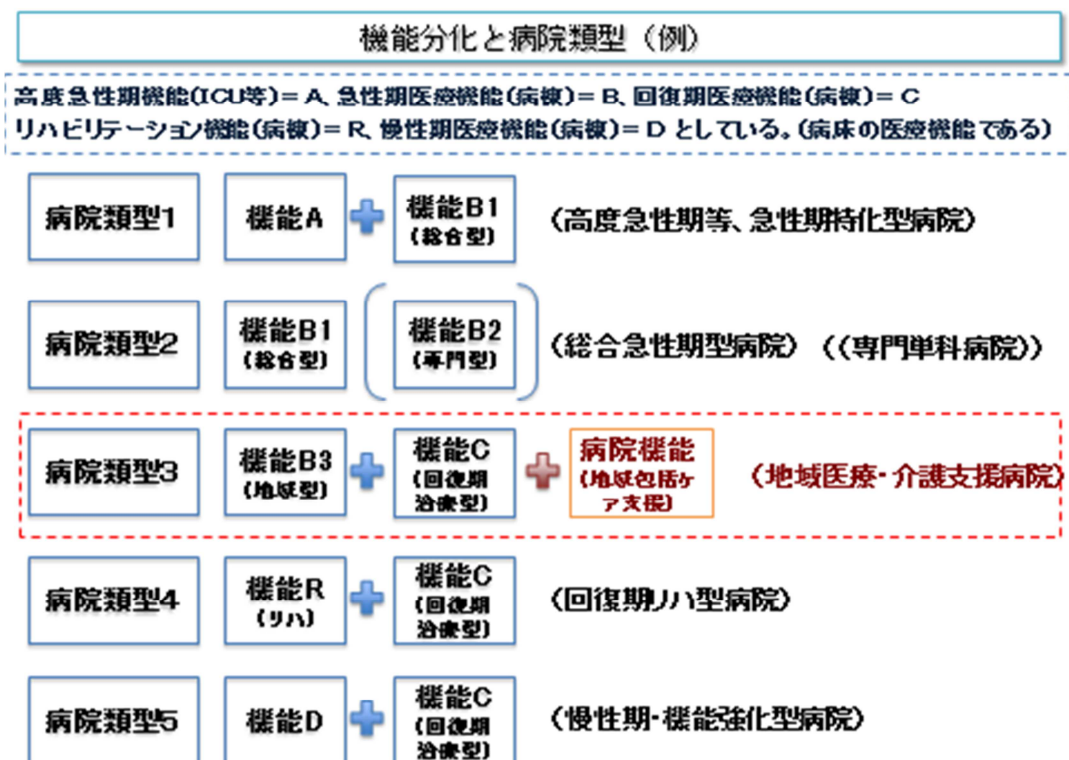 機能分化と病院類型（例）
高度急性期機能(ICU等)= A、急性期医療機能(病棟)= B、回復期医療機能(病棟)= C
リハビリテーション機能(病棟)= R、慢性期医療機能(病棟)= D としている。(病床の医療機能である)
病院類型1
機能A
機能B1
(総合型)
(高度急性期等、急性期特化型病院)
病院類型2
機能B1
(総合型)
機能B2
(専門型)
(総合急性期型病院) ((専門単科病院))
病院類型3
機能B3
(地域型)
機能C
(回復期
治療型)
病院機能
(地域包括ケ
ア支援)
(地域医療・介護支援病院)
病院類型4
機能R
(リハ)
機能C
(回復期
治療型)
(回復期リハ型病院)
病院類型5
機能D
機能C
(回復期
治療型)
(慢性期・機能強化型病院)